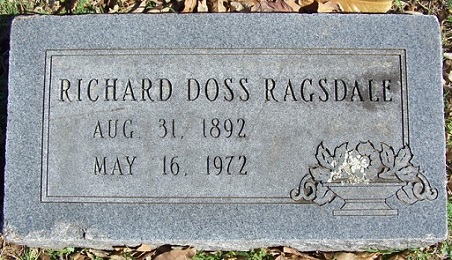 RICHARD DOSS RAGSDALE
AUG. 31, 1892
MAY 16, 1972